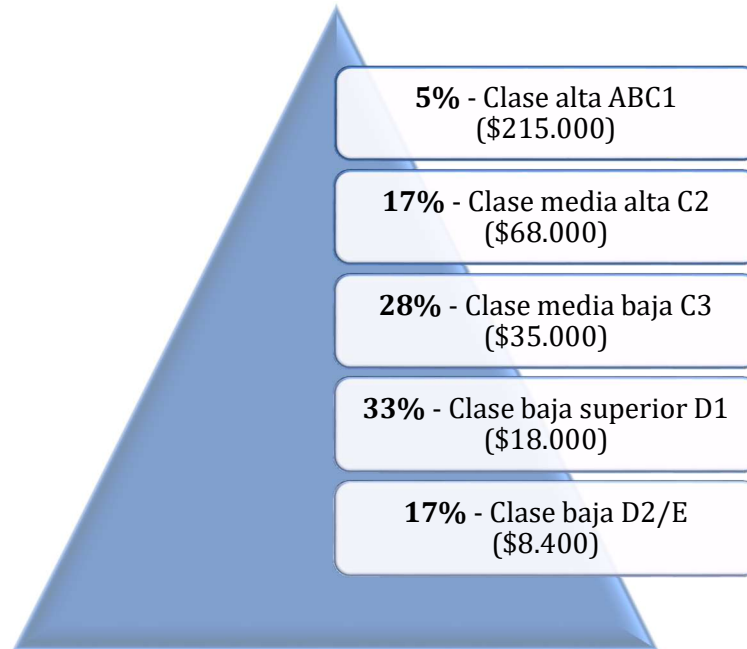 5% - Clase alta ABC1
($215.000)
17% - Clase media alta C2
($68.000)
28% - Clase media baja C3
($35.000)
33% - Clase baja superior D1
($18.000)
17% - Clase baja D2/E
($8.400)